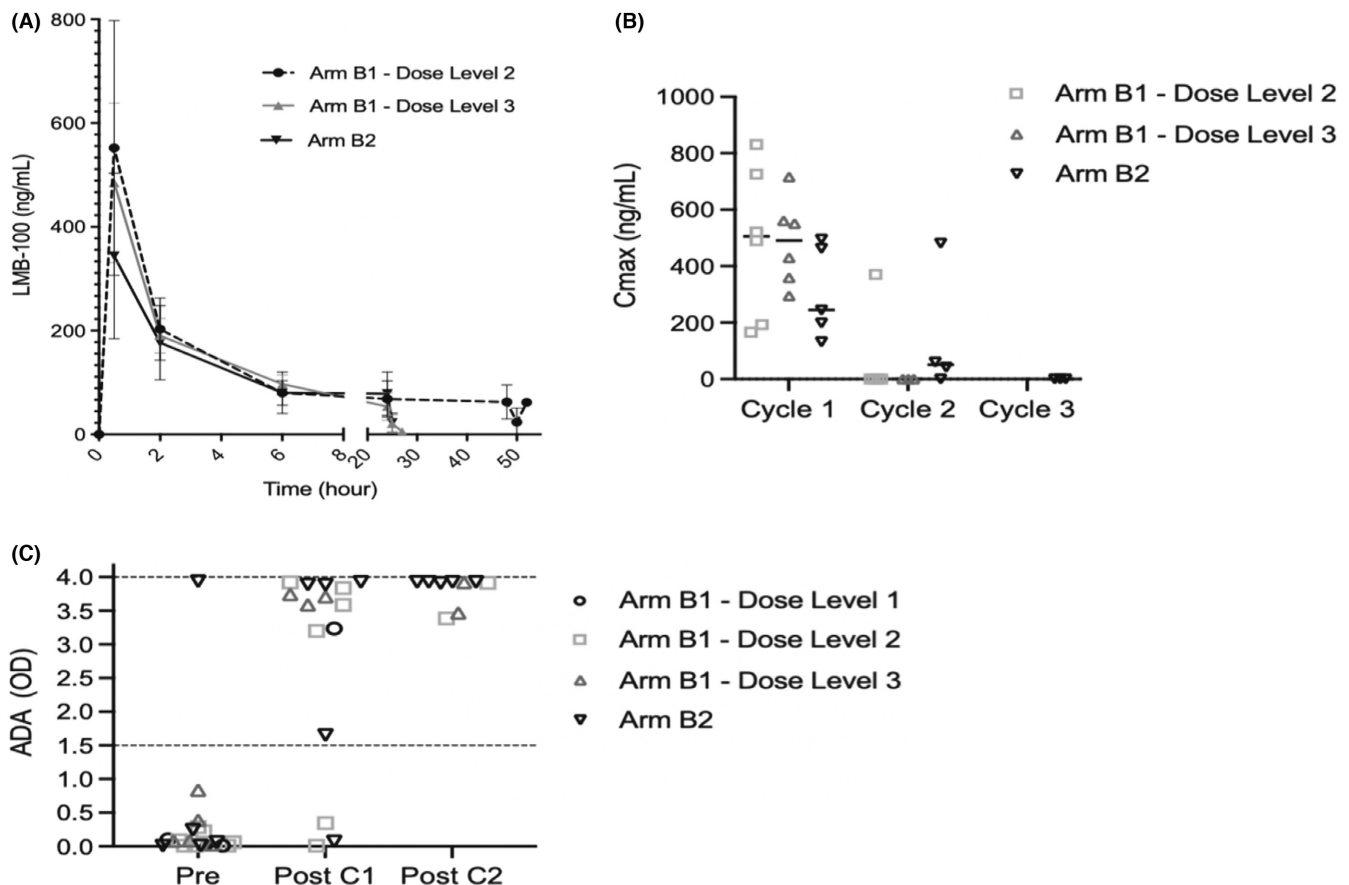 (A)
800
600
400
200
0
LMB-100 (ng/mL)
Arm B1 - Dose Level 2
Arm B1 - Dose Level 3
Arm B2
0 2 4 6 8 20 30 40 50
Time (hour)
(B)
1000
800
600
400
200
0
Cmax (ng/mL)
Arm B1 - Dose Level 2
Arm B1 - Dose Level 3
Arm B2
Cycle 1 Cycle 2 Cycle 3
(C)
4.0
3.5
3.0
2.5
2.0
1.5
1.0
0.5
0.0
ADA (OD)
Pre Post C1 Post C2
Arm B1 - Dose Level 1
Arm B1 - Dose Level 2
Arm B1 - Dose Level 3
Arm B2